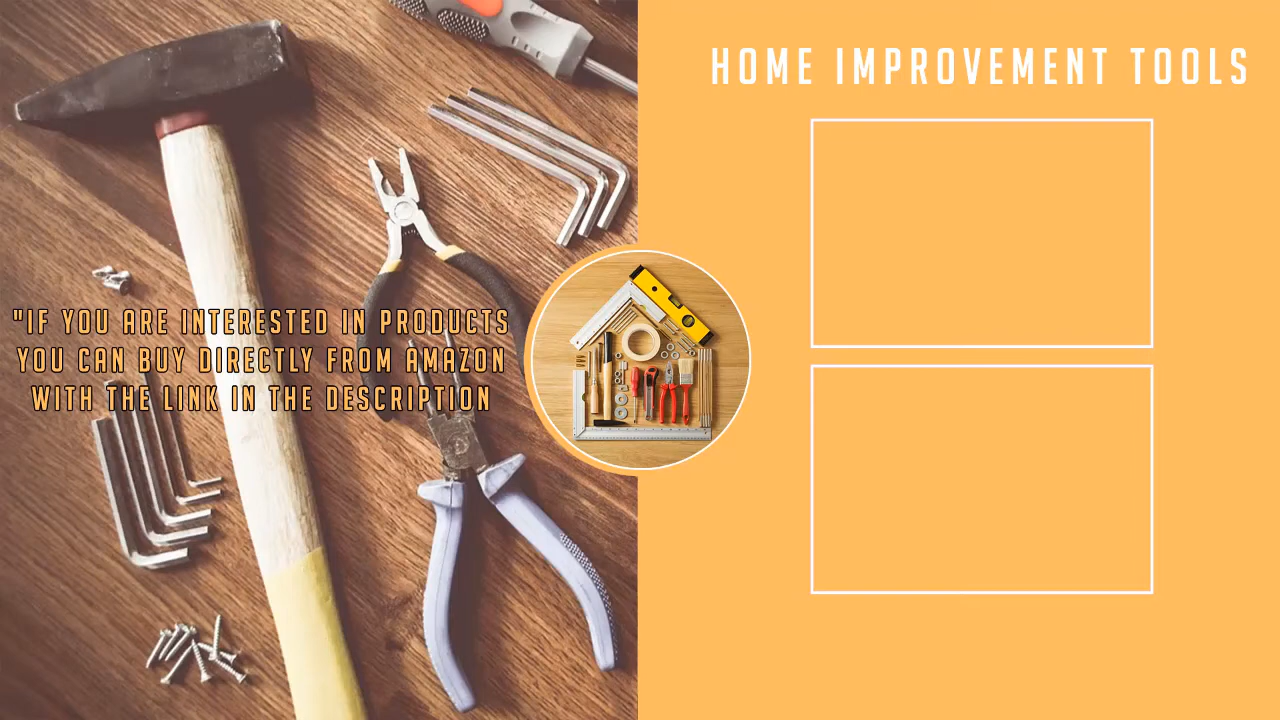 HOME IMPROVEMENT TOOLS
"IF YOU ARE INTERESTED IN PRODUCTS
YOU CAN BUY DIRECTLY FROM AMAZON
WITH THE LINK IN THE DESCRIPTION